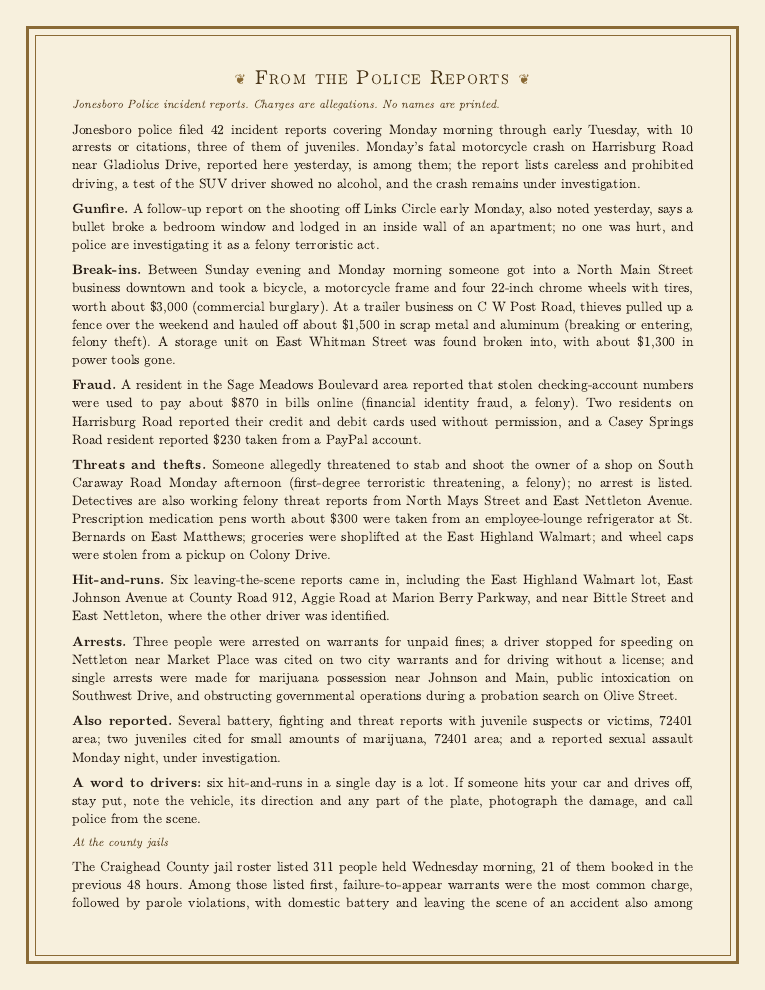 ❦ From the Police Reports ❦
Jonesboro Police incident reports. Charges are allegations. No names are printed.
Jonesboro police filed 42 incident reports covering Monday morning through early Tuesday, with 10
arrests or citations, three of them of juveniles. Monday's fatal motorcycle crash on Harrisburg Road
near Gladiolus Drive, reported here yesterday, is among them; the report lists careless and prohibited
driving, a test of the SUV driver showed no alcohol, and the crash remains under investigation.
Gunfire. A follow-up report on the shooting off Links Circle early Monday, also noted yesterday, says a
bullet broke a bedroom window and lodged in an inside wall of an apartment; no one was hurt, and
police are investigating it as a felony terroristic act.
Break-ins. Between Sunday evening and Monday morning someone got into a North Main Street
business downtown and took a bicycle, a motorcycle frame and four 22-inch chrome wheels with tires,
worth about $3,000 (commercial burglary). At a trailer business on C W Post Road, thieves pulled up a
fence over the weekend and hauled off about $1,500 in scrap metal and aluminum (breaking or entering,
felony theft). A storage unit on East Whitman Street was found broken into, with about $1,300 in
power tools gone.
Fraud. A resident in the Sage Meadows Boulevard area reported that stolen checking-account numbers
were used to pay about $870 in bills online (financial identity fraud, a felony). Two residents on
Harrisburg Road reported their credit and debit cards used without permission, and a Casey Springs
Road resident reported $230 taken from a PayPal account.
Threats and thefts. Someone allegedly threatened to stab and shoot the owner of a shop on South
Caraway Road Monday afternoon (first-degree terroristic threatening, a felony); no arrest is listed.
Detectives are also working felony threat reports from North Mays Street and East Nettleton Avenue.
Prescription medication pens worth about $300 were taken from an employee-lounge refrigerator at St.
Bernards on East Matthews; groceries were shoplifted at the East Highland Walmart; and wheel caps
were stolen from a pickup on Colony Drive.
Hit-and-runs. Six leaving-the-scene reports came in, including the East Highland Walmart lot, East
Johnson Avenue at County Road 912, Aggie Road at Marion Berry Parkway, and near Bittle Street and
East Nettleton, where the other driver was identified.
Arrests. Three people were arrested on warrants for unpaid fines; a driver stopped for speeding on
Nettleton near Market Place was cited on two city warrants and for driving without a license; and
single arrests were made for marijuana possession near Johnson and Main, public intoxication on
Southwest Drive, and obstructing governmental operations during a probation search on Olive Street.
Also reported. Several battery, fighting and threat reports with juvenile suspects or victims, 72401
area; two juveniles cited for small amounts of marijuana, 72401 area; and a reported sexual assault
Monday night, under investigation.
A word to drivers: six hit-and-runs in a single day is a lot. If someone hits your car and drives off,
stay put, note the vehicle, its direction and any part of the plate, photograph the damage, and call
police from the scene.
At the county jails
The Craighead County jail roster listed 311 people held Wednesday morning, 21 of them booked in the
previous 48 hours. Among those listed first, failure-to-appear warrants were the most common charge,
followed by parole violations, with domestic battery and leaving the scene of an accident also among